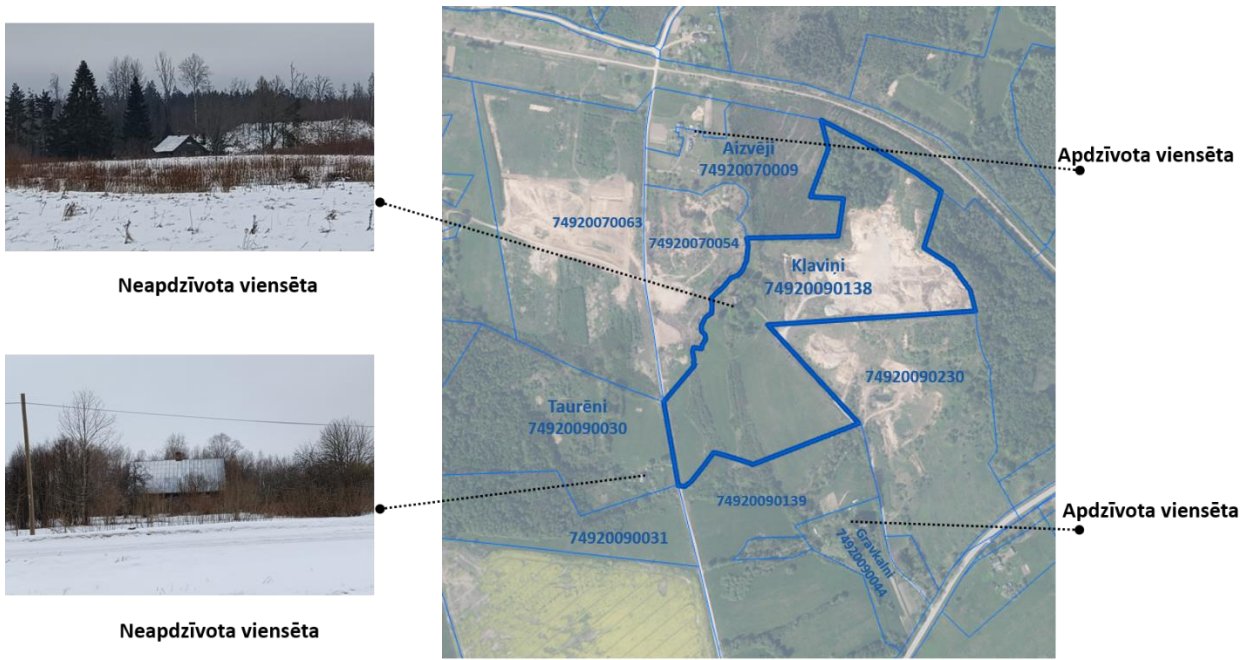 Neapdzīvota viensēta
Neapdzīvota viensēta
Aizvēji
74920070009
74920070063
74920070054
Kļaviņi
74920090138
74920090230
Taurēni
74920090030
74920090139
74920090031
Gravkalni
74920090044
Apdzīvota viensēta
Apdzīvota viensēta